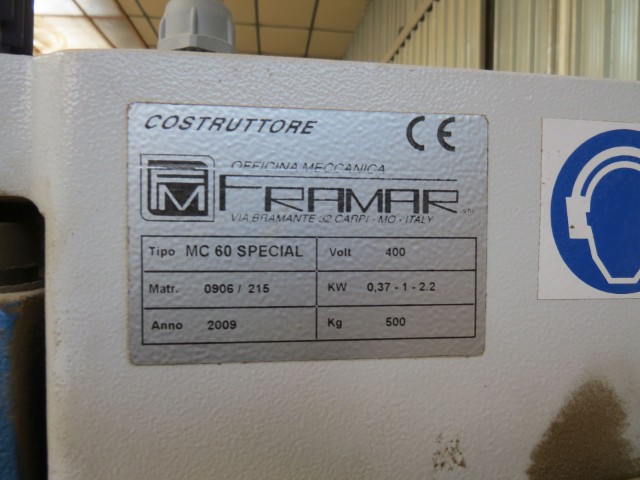 COSTRUTTORE CE
OFFICINA MECCANICA
FM FRAMAR srl
VIA BRAMANTE 32 CARPI - MO - ITALY
Tipo MC 60 SPECIAL Volt 400
Matr. 0906 / 215 KW 0,37 - 1 - 2.2
Anno 2009 Kg 500